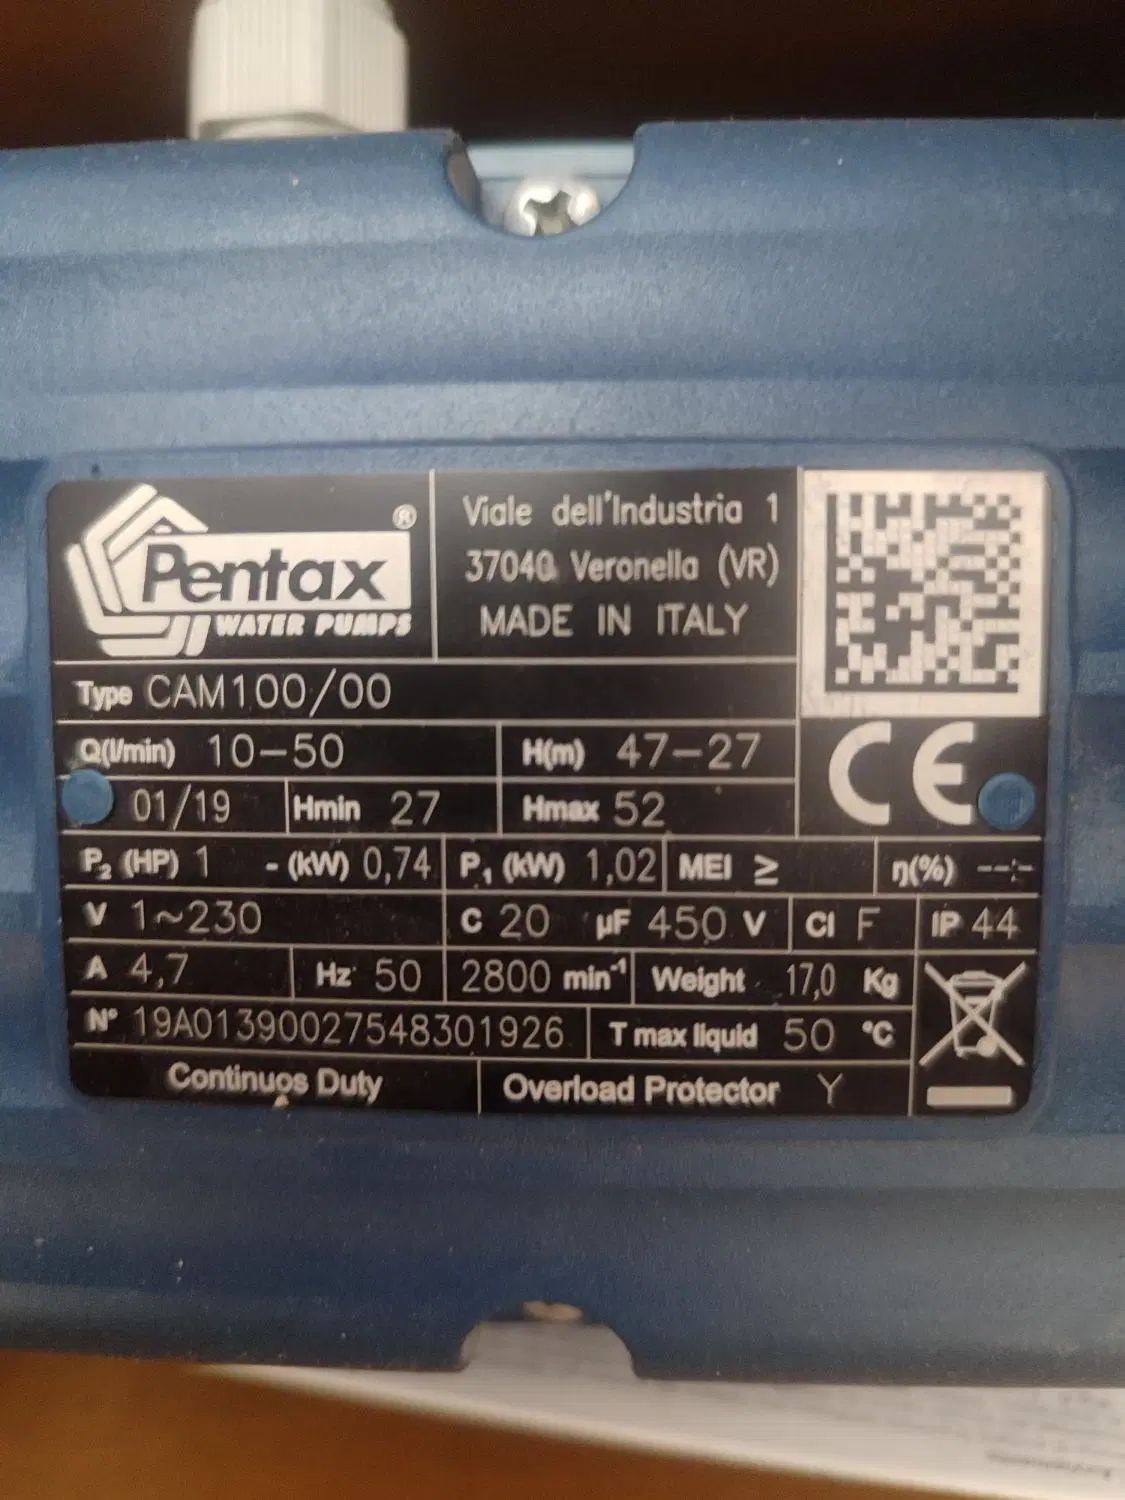 Pentax ®
WATER PUMPS
Viale dell'Industria 1
37040 Veronella (VR)
MADE IN ITALY
Type CAM100/00
Q(l/min) 10-50 H(m) 47-27
01/19 Hmin 27 Hmax 52
CE
P2 (HP) 1 - (kW) 0,74 P1 (kW) 1,02 MEI ≥ η(%) --,-
V 1~230 C 20 µF 450 V Cl F IP 44
A 4,7 Hz 50 2800 min⁻¹ Weight 17,0 Kg
N° 19A01390027548301926 T max liquid 50 °C
Continuos Duty Overload Protector Y